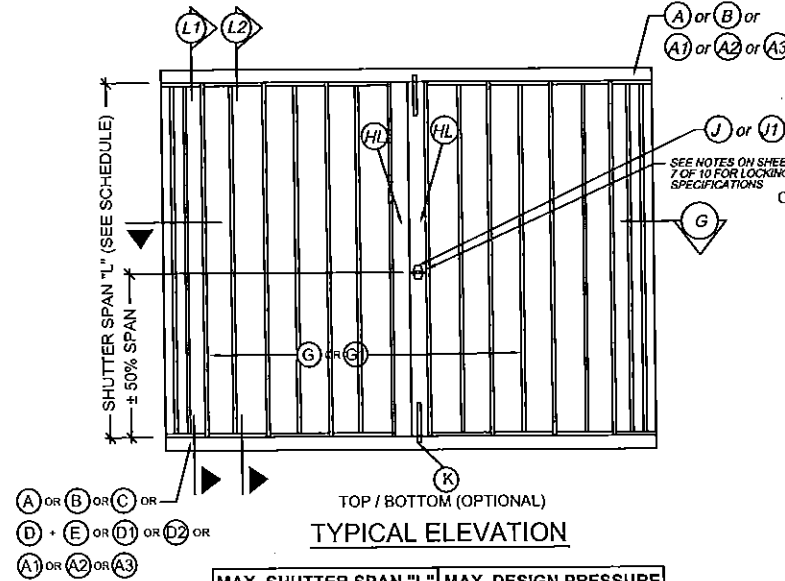 L1 L2
A or B or
A1 or A2 or A3
HL HL
J or J1
SEE NOTES ON SHEE
7 OF 10 FOR LOCKING
SPECIFICATIONS
G
SHUTTER SPAN "L" (SEE SCHEDULE)
± 50% SPAN
G OR
K
A OR B OR C OR
D + E OR D1 OR D2 OR
A1 OR A2 OR A3
TOP / BOTTOM (OPTIONAL)
TYPICAL ELEVATION
MAX. SHUTTER SPAN "L" MAX. DESIGN PRESSURE